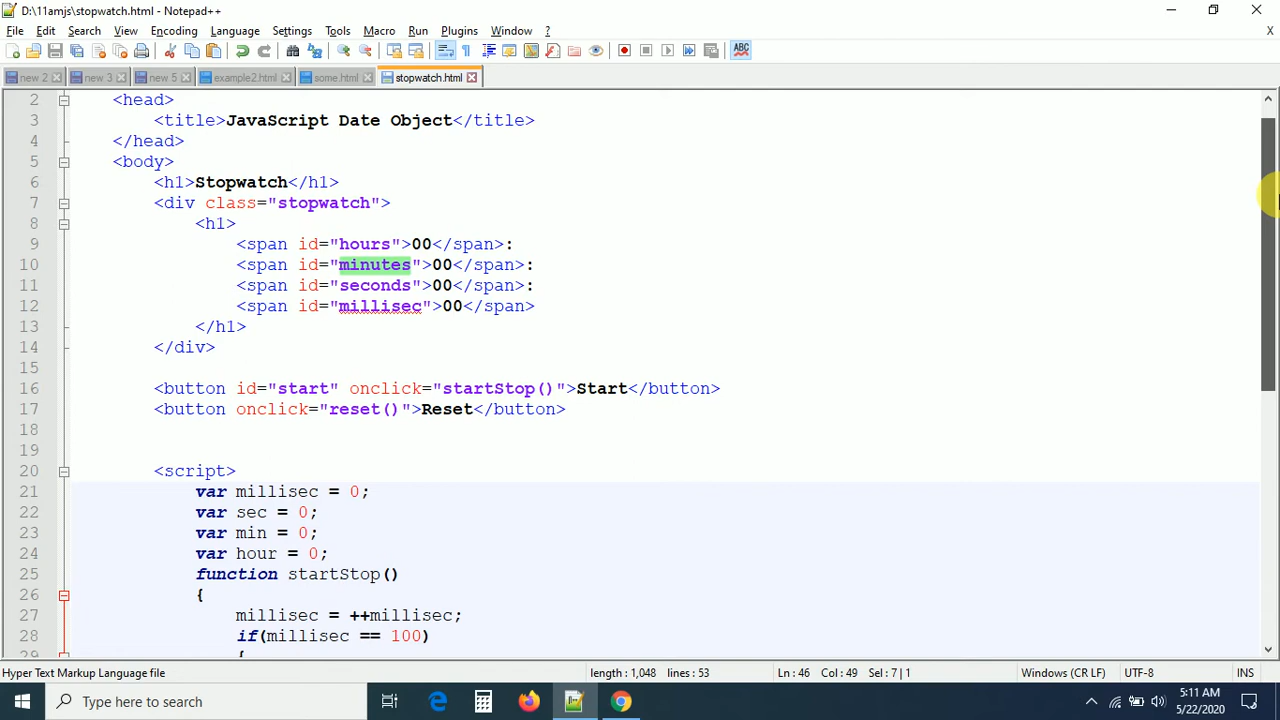 D:\11amjs\stopwatch.html - Notepad++
File Edit Search View Encoding Language Settings Tools Macro Run Plugins Window ?
X
ABC
new 2 new 3 new 5 example2.html some.html stopwatch.html
2 <head>
3 <title>JavaScript Date Object</title>
4 </head>
5 <body>
6 <h1>Stopwatch</h1>
7 <div class="stopwatch">
8 <h1>
9 <span id="hours">00</span>:
10 <span id="minutes">00</span>:
11 <span id="seconds">00</span>:
12 <span id="millisec">00</span>
13 </h1>
14 </div>
15
16 <button id="start" onclick="startStop()">Start</button>
17 <button onclick="reset()">Reset</button>
18
19
20 <script>
21 var millisec = 0;
22 var sec = 0;
23 var min = 0;
24 var hour = 0;
25 function startStop()
26 {
27 millisec = ++millisec;
28 if(millisec == 100)
29 {
Hyper Text Markup Language file length : 1,048 lines : 53 Ln : 46 Col : 49 Sel : 7 | 1 Windows (CR LF) UTF-8 INS
Type here to search
5:11 AM
5/22/2020